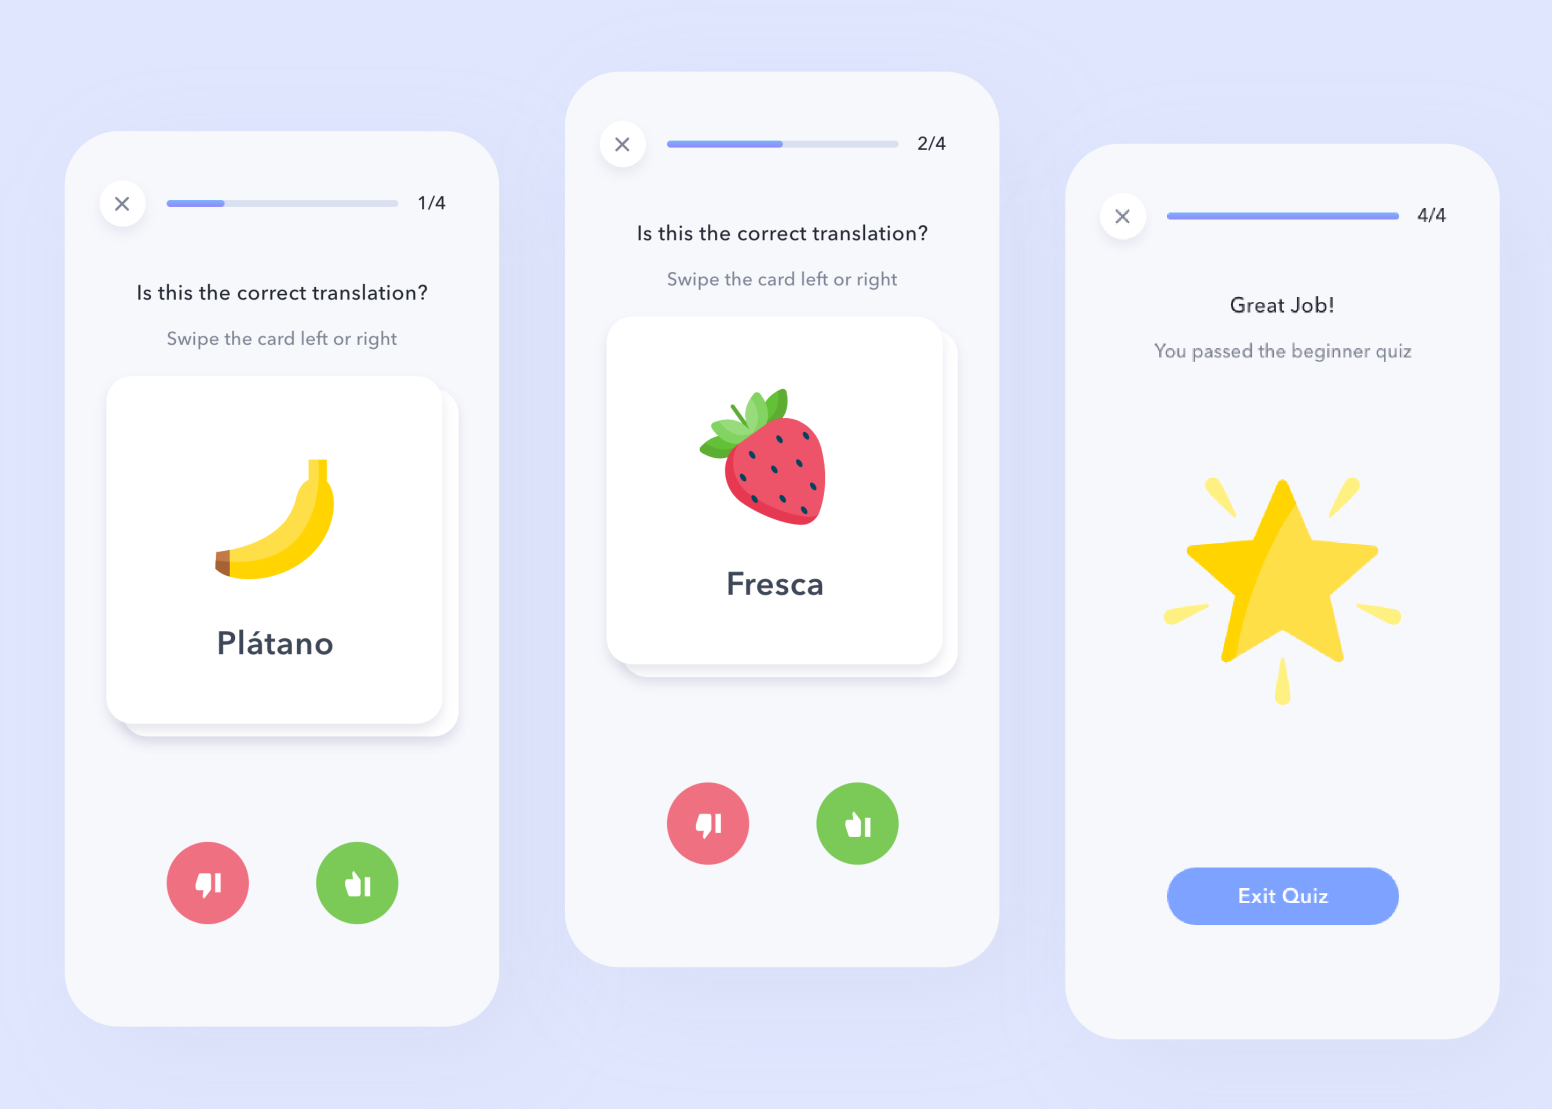 1/4
Is this the correct translation?
Swipe the card left or right
Plátano
2/4
Is this the correct translation?
Swipe the card left or right
Fresca
4/4
Great Job!
You passed the beginner quiz
Exit Quiz